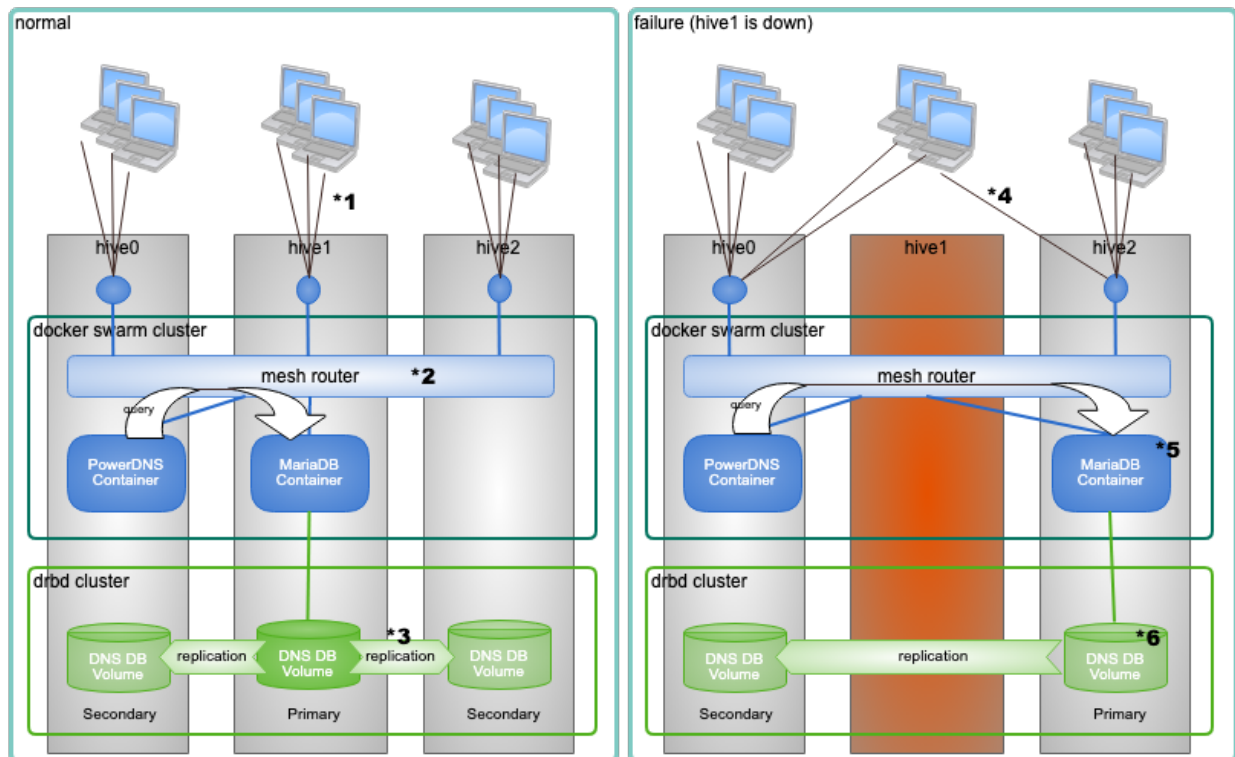 normal
*1
hive0
hive1
hive2
docker swarm cluster
mesh router
*2
query
PowerDNS
Container
MariaDB
Container
drbd cluster
*3
DNS DB
Volume
replication
DNS DB
Volume
replication
DNS DB
Volume
Secondary
Primary
Secondary
failure (hive1 is down)
*4
hive0
hive1
hive2
docker swarm cluster
mesh router
query
PowerDNS
Container
MariaDB
Container
*5
drbd cluster
*6
DNS DB
Volume
replication
DNS DB
Volume
Secondary
Primary